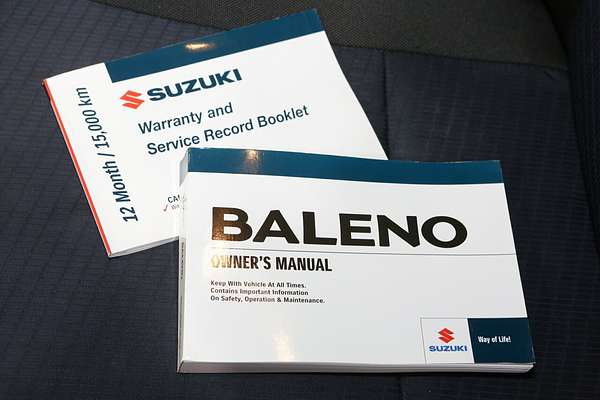 SUZUKI
Warranty and
Service Record Booklet
12 Month / 15,000 km
BALENO
OWNER'S MANUAL
Keep With Vehicle At All Times.
Contains Important Information
On Safety, Operation & Maintenance.
SUZUKI
Way of Life!